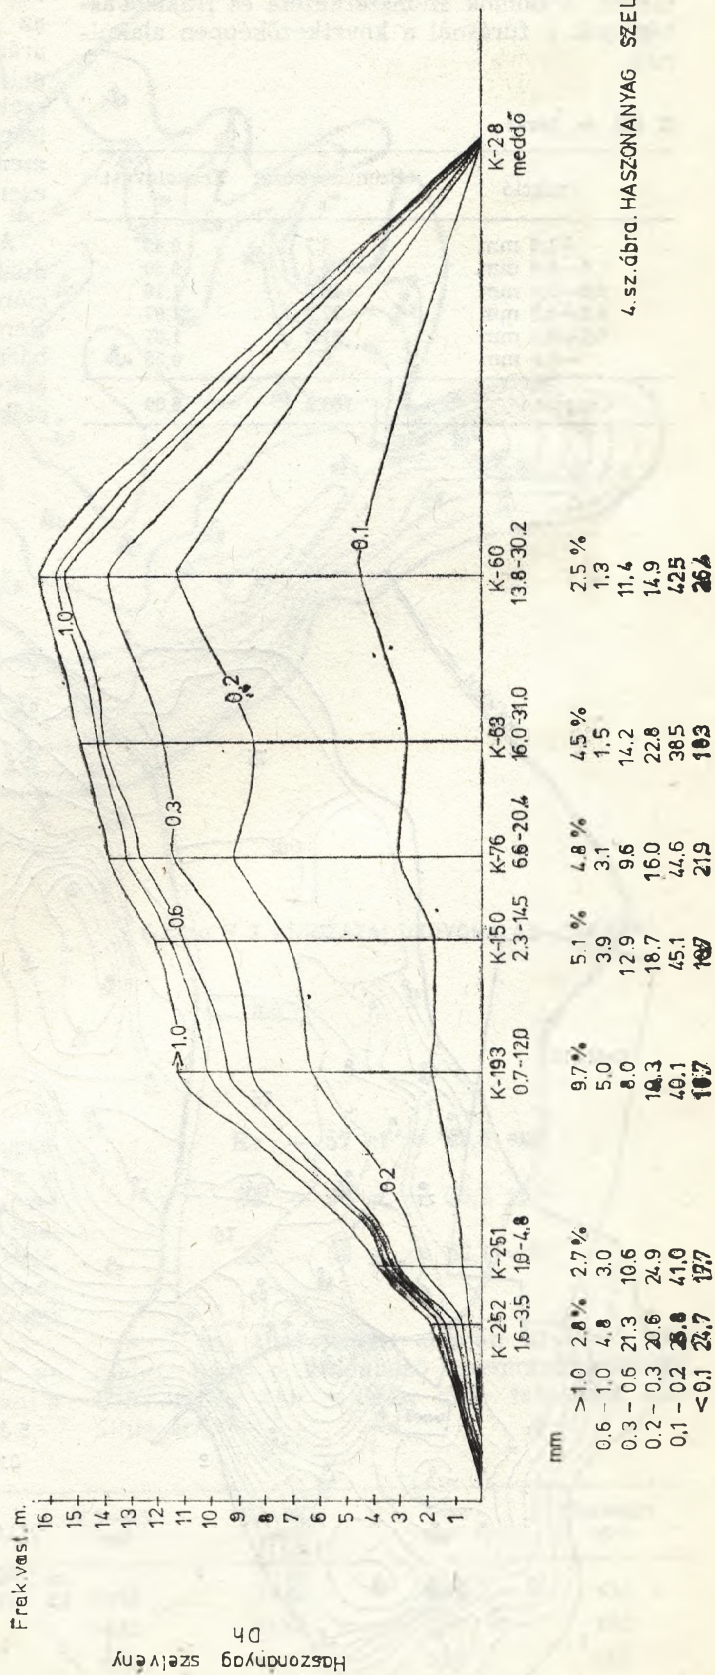 Frak.vast. m.
Haszonanyag szelvény
Dh
16
15
14
13
12
11
10
9
8
7
6
5
4
3
2
1
>1.0
1.0
0.6
0.3
0.2
0.2
0.1
K-252 K-251 K-193 K-150 K-76 K-63 K-60 K-28
1.6-3.5 0.7-12.0 2.3-14.5 6.6-20.4 16.0-31.0 13.8-30.2 meddő
mm
>1.0 2.8% 2.7% 9.7% 5.1 % 4.8 % 4.5 % 2.5 %
0.6 - 1.0 4.8 3.0 5.0 3.9 3.1 1.5 1.3
0.3 - 0.6 21.3 10.6 8.0 12.9 9.6 14.2 11.4
0.2 - 0.3 20.6 24.9 18.7 16.0 22.8 14.9
0,1 - 0.2 41,0 40.1 45.1 44.6 38.5 42.5
<0.1 24,7 21.9
4.sz.ábra. HASZONANYAG